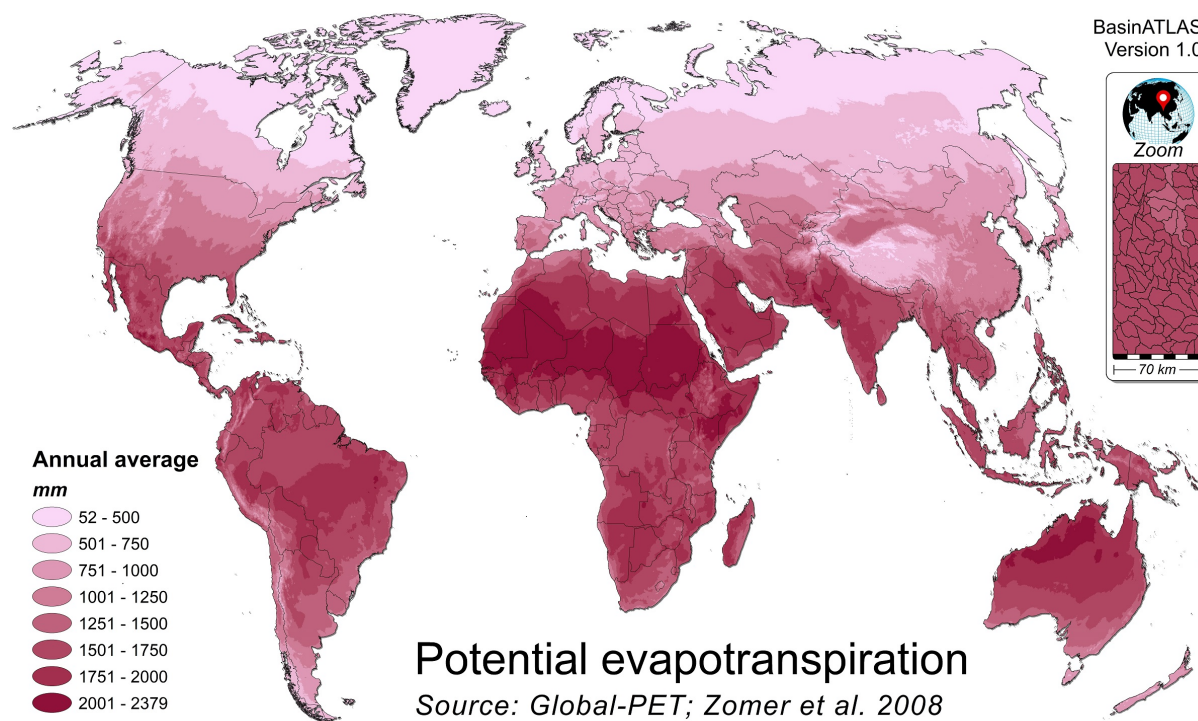 BasinATLAS
Version 1.0
Zoom
70 km
Annual average
mm
52 - 500
501 - 750
751 - 1000
1001 - 1250
1251 - 1500
1501 - 1750
1751 - 2000
2001 - 2379
Potential evapotranspiration
Source: Global-PET; Zomer et al. 2008